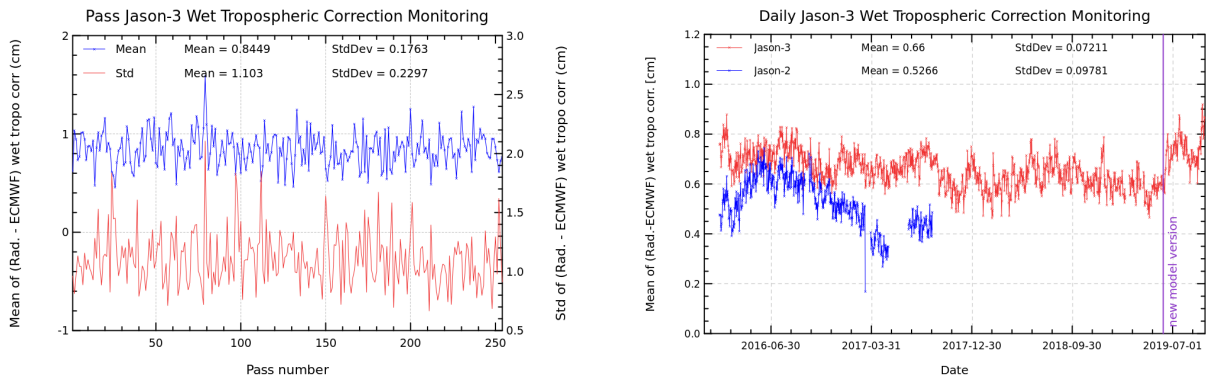 Pass Jason-3 Wet Tropospheric Correction Monitoring
Mean of (Rad. - ECMWF) wet tropo corr (cm)
2
1
0
-1
Mean Mean = 0.8449 StdDev = 0.1763
Std Mean = 1.103 StdDev = 0.2297
3.0
2.5
2.0
1.5
1.0
0.5
Std of (Rad. - ECMWF) wet tropo corr (cm)
50 100 150 200 250
Pass number
Daily Jason-3 Wet Tropospheric Correction Monitoring
Mean of (Rad.-ECMWF) wet tropo corr. [cm]
1.2
1.0
0.8
0.6
0.4
0.2
0.0
Jason-3 Mean = 0.66 StdDev = 0.07211
Jason-2 Mean = 0.5266 StdDev = 0.09781
new model version
2016-06-30 2017-03-31 2017-12-30 2018-09-30 2019-07-01
Date